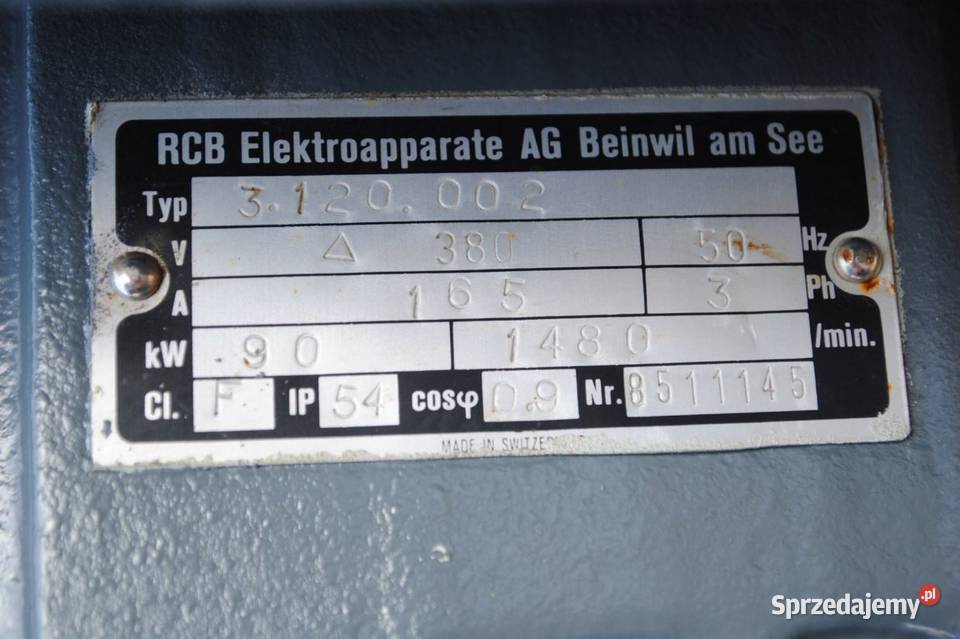 RCB Elektroapparate AG Beinwil am See
Typ 3.120.002
V △ 380 50 Hz
A 165 3 Ph
kW 90 1480 /min.
Cl. F IP 54 cosφ 0.9 Nr. 8511145
MADE IN
Sprzedajemy.pl